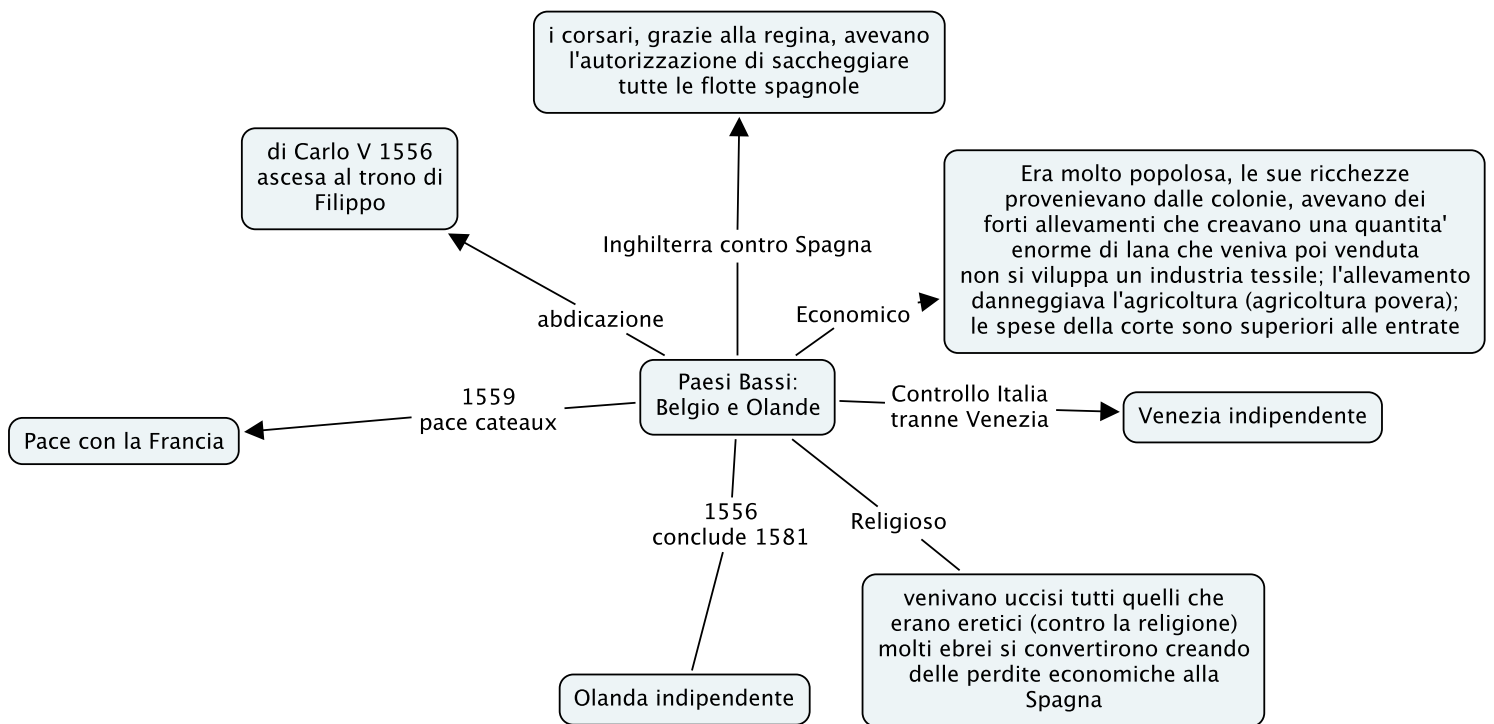 i corsari, grazie alla regina, avevano
l'autorizzazione di saccheggiare
tutte le flotte spagnole
di Carlo V 1556
ascesa al trono di
Filippo
Era molto popolosa, le sue ricchezze
provenievano dalle colonie, avevano dei
forti allevamenti che creavano una quantita'
enorme di lana che veniva poi venduta
non si viluppa un industria tessile; l'allevamento
danneggiava l'agricoltura (agricoltura povera);
le spese della corte sono superiori alle entrate
Inghilterra contro Spagna
abdicazione
Economico
Paesi Bassi:
Belgio e Olande
1559
pace cateaux
Controllo Italia
tranne Venezia
Pace con la Francia
Venezia indipendente
1556
conclude 1581
Religioso
venivano uccisi tutti quelli che
erano eretici (contro la religione)
molti ebrei si convertirono creando
delle perdite economiche alla
Spagna
Olanda indipendente